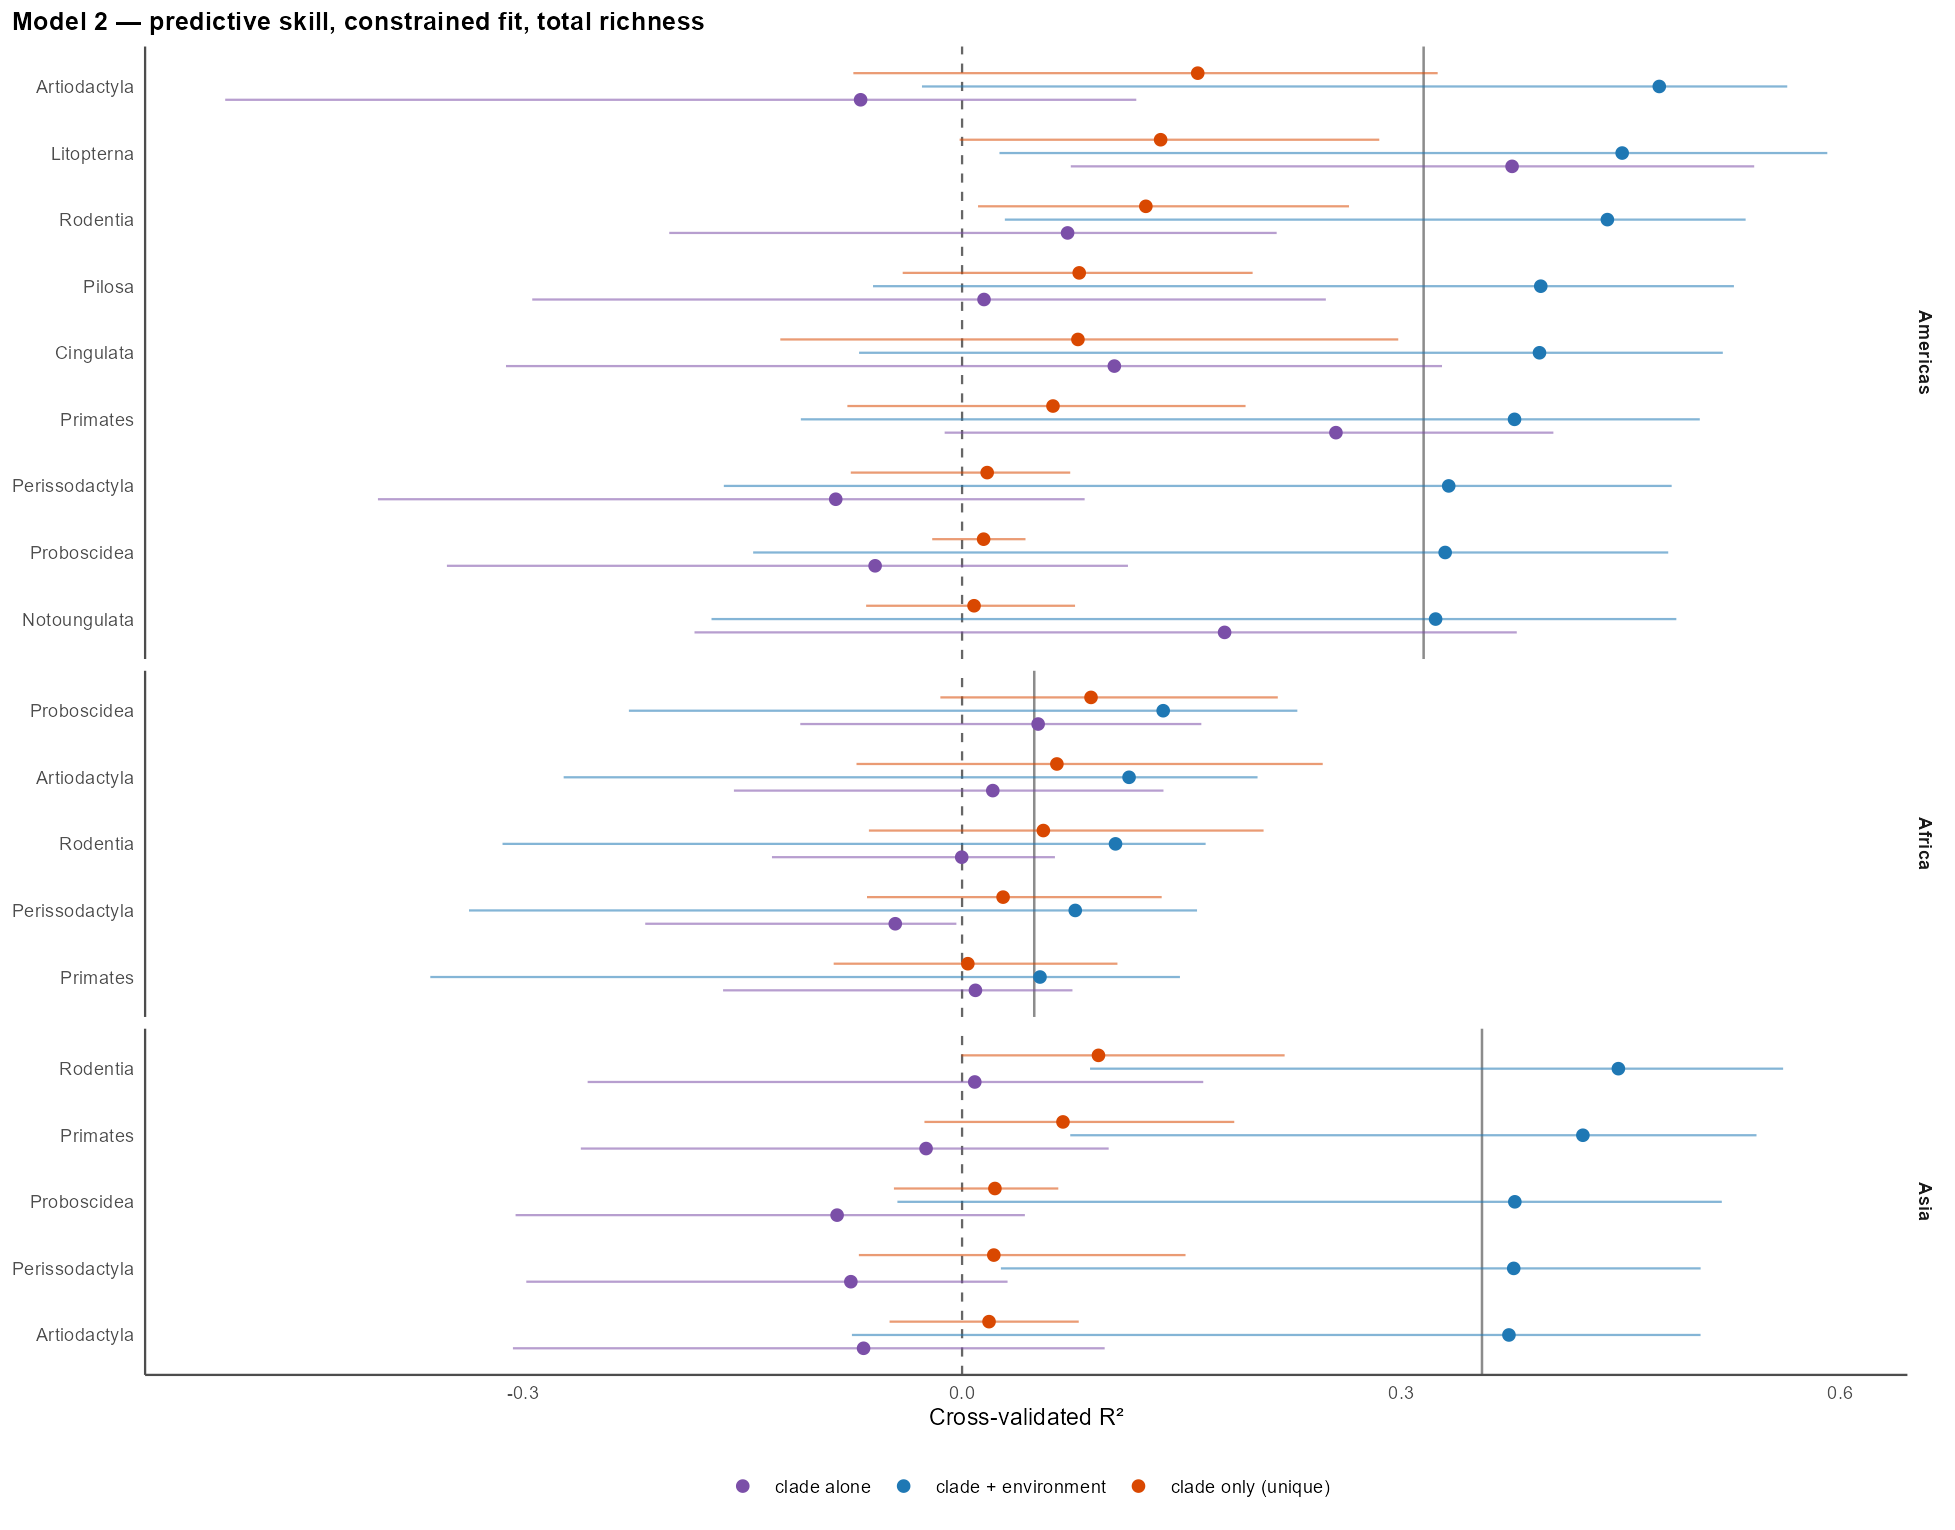 Model 2 — predictive skill, constrained fit, total richness
Artiodactyla
Litopterna
Rodentia
Pilosa
Cingulata
Primates
Perissodactyla
Proboscidea
Notoungulata
Americas
Proboscidea
Artiodactyla
Rodentia
Perissodactyla
Primates
Africa
Rodentia
Primates
Proboscidea
Perissodactyla
Artiodactyla
Asia
-0.3 0.0 0.3 0.6
Cross-validated R²
clade alone clade + environment clade only (unique)